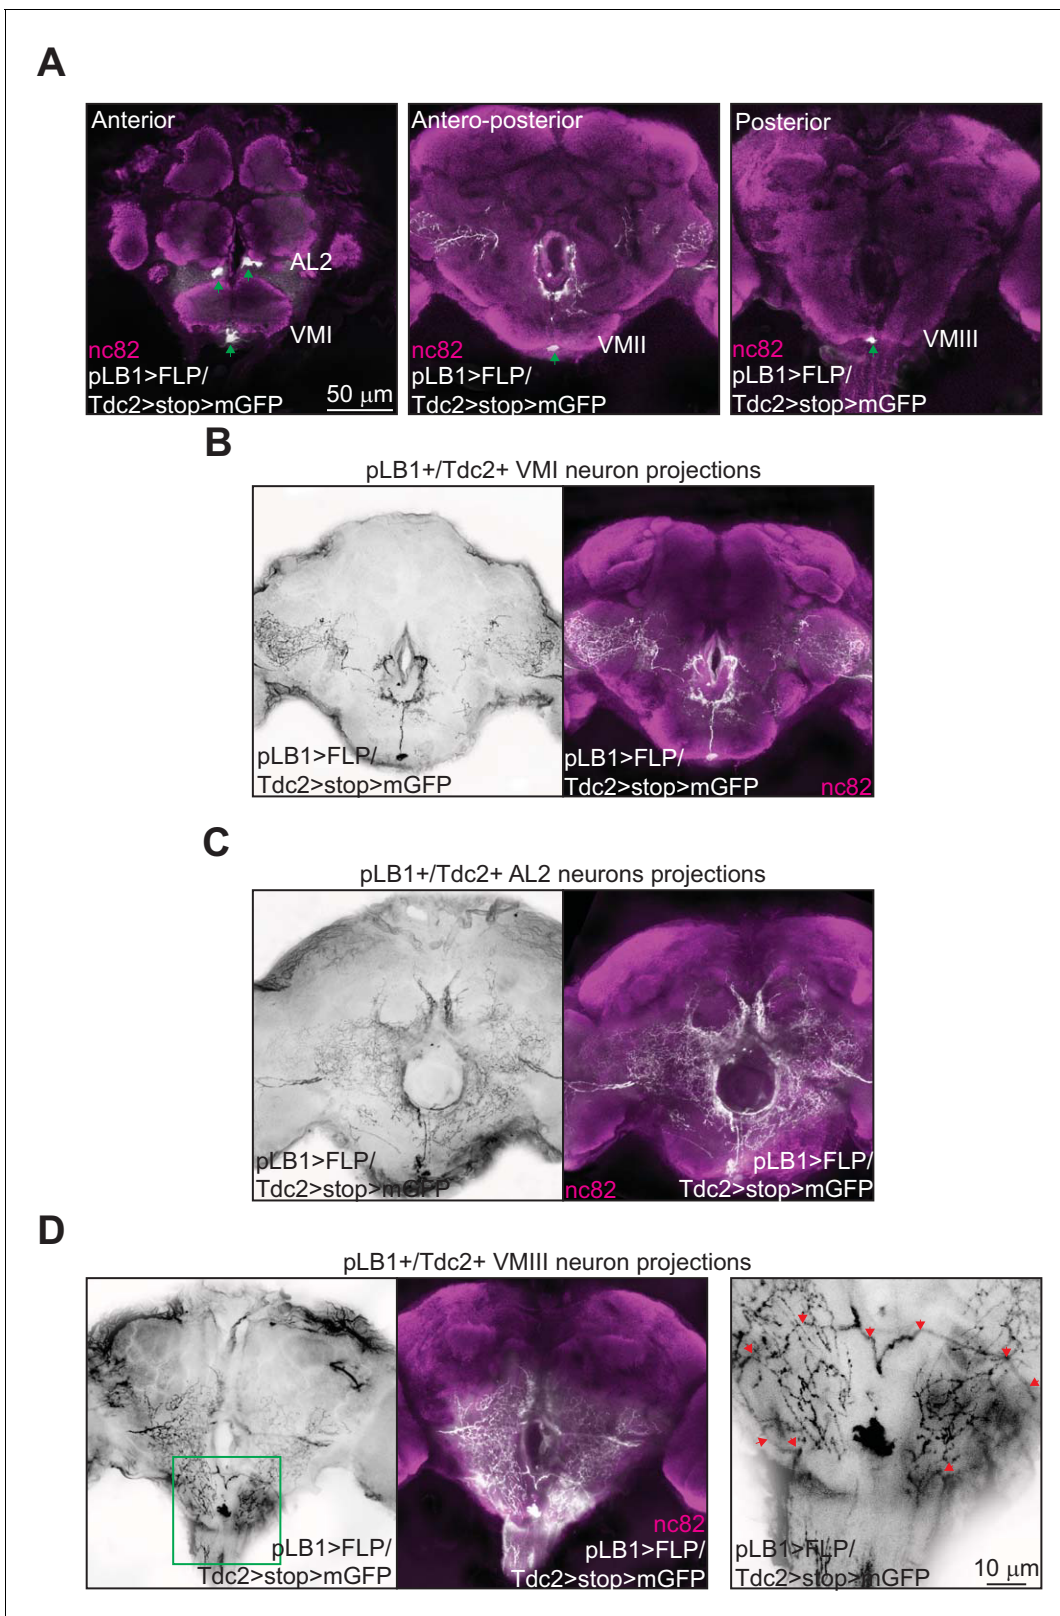 A
Anterior
AL2
VMI
nc82
pLB1>FLP/
Tdc2>stop>mGFP
50 μm
Antero-posterior
VMII
pLB1>FLP/
Tdc2>stop>mGFP
Posterior
VMIII
nc82
pLB1>FLP/
Tdc2>stop>mGFP
B
pLB1+/Tdc2+ VMI neuron projections
pLB1>FLP/
Tdc2>stop>mGFP
pLB1>FLP/
Tdc2>stop>mGFP
nc82
C
pLB1+/Tdc2+ AL2 neurons projections
pLB1>FLP/
Tdc2>stop>mGFP
nc82
pLB1>FLP/
Tdc2>stop>mGFP
D
pLB1+/Tdc2+ VMIII neuron projections
pLB1>FLP/
Tdc2>stop>mGFP
nc82
pLB1>FLP/
Tdc2>stop>mGFP
pLB1>FLP/
Tdc2>stop>mGFP
10 μm